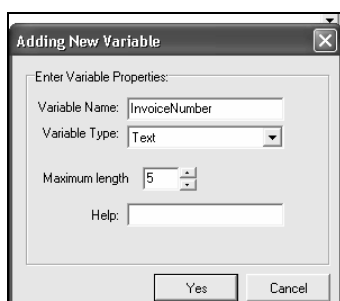 Adding New Variable
Enter Variable Properties:
Variable Name: InvoiceNumber
Variable Type: Text
Maximum length 5
Help:
Yes Cancel